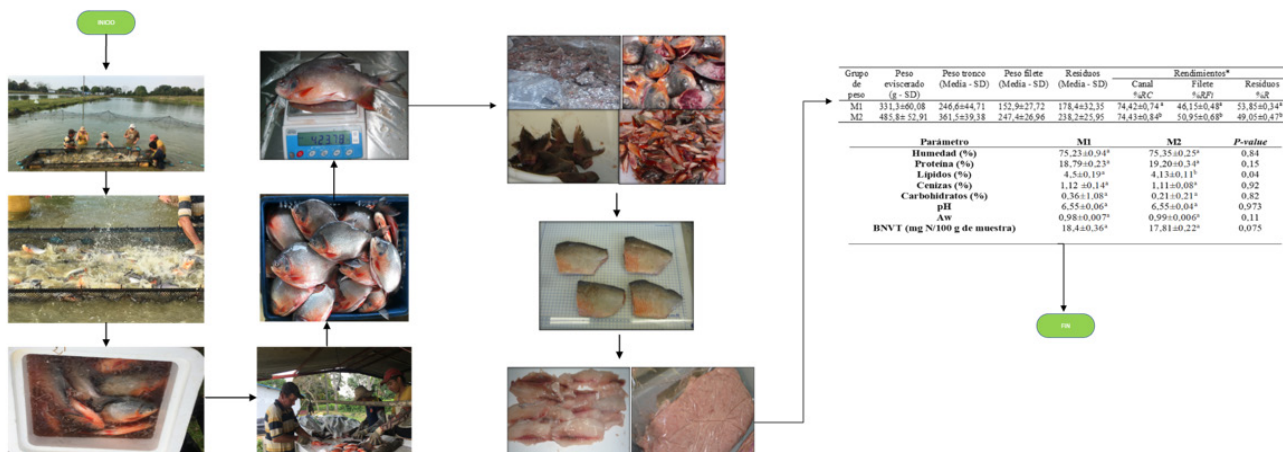 INICIO
423.78
Grupo de peso Peso eviscerado (g - SD) Peso tronco (Media - SD) Peso filete (Media - SD) Residuos (Media - SD) Rendimientos* Canal %RC Filete %RFi Residuos %R
M1 331,3±60,08 246,6±44,71 152,9±27,72 178,4±32,35 74,42±0,74 a 46,15±0,48a 53,85±0,34a
M2 485,8± 52,91 361,5±39,38 247,4±26,96 238,2±25,95 74,43±0,84b 50,95±0,68b 49,05±0,47b
Parámetro M1 M2 P-value
Humedad (%) 75,23±0,94a 75,35±0,25a 0,84
Proteína (%) 18,79±0,23a 19,20±0,34a 0,15
Lípidos (%) 4,5±0,19a 4,13±0,11b 0,04
Cenizas (%) 1,12 ±0,14a 1,11±0,08a 0,92
Carbohidratos (%) 0,36±1,08a 0,21±0,21a 0,82
pH 6,55±0,06a 6,55±0,04a 0,973
Aw 0,98±0,007a 0,99±0,006a 0,11
BNVT (mg N/100 g de muestra) 18,4±0,36a 17,81±0,22a 0,075
FIN